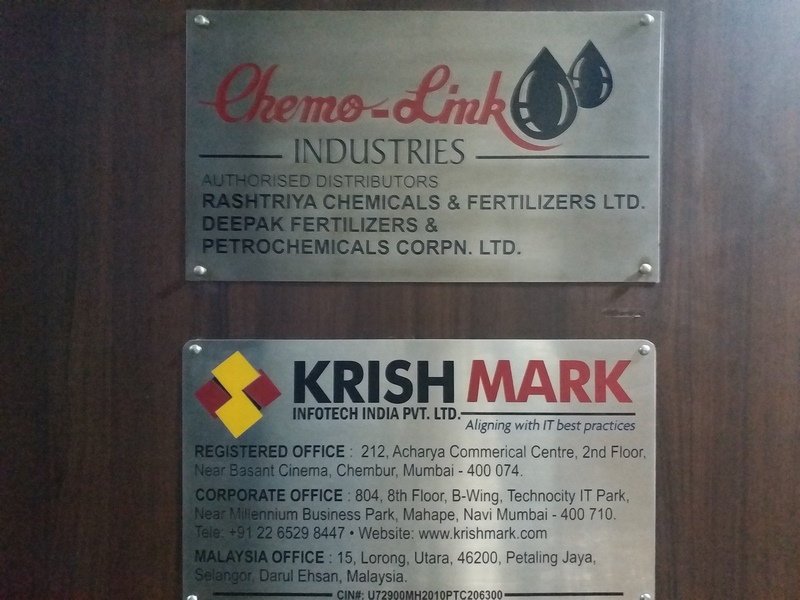 Chemo-Link
INDUSTRIES
AUTHORISED DISTRIBUTORS
RASHTRIYA CHEMICALS & FERTILIZERS LTD.
DEEPAK FERTILIZERS &
PETROCHEMICALS CORPN. LTD.
KRISH MARK
INFOTECH INDIA PVT. LTD.
Aligning with IT best practices
REGISTERED OFFICE : 212, Acharya Commerical Centre, 2nd Floor,
Near Basant Cinema, Chembur, Mumbai - 400 074.
CORPORATE OFFICE : 804, 8th Floor, B-Wing, Technocity IT Park,
Near Millennium Business Park, Mahape, Navi Mumbai - 400 710.
Tele: +91 22 6529 8447 • Website: www.krishmark.com
MALAYSIA OFFICE : 15, Lorong, Utara, 46200, Petaling Jaya,
Selangor, Darul Ehsan, Malaysia.
CIN#: U72900MH2010PTC206300